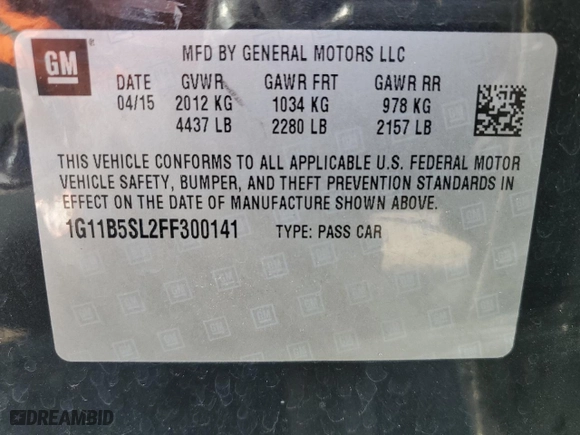 GM
MFD BY GENERAL MOTORS LLC
DATE GVWR GAWR FRT GAWR RR
04/15 2012 KG 1034 KG 978 KG
4437 LB 2280 LB 2157 LB
THIS VEHICLE CONFORMS TO ALL APPLICABLE U.S. FEDERAL MOTOR
VEHICLE SAFETY, BUMPER, AND THEFT PREVENTION STANDARDS IN
EFFECT ON THE DATE OF MANUFACTURE SHOWN ABOVE.
1G11B5SL2FF300141 TYPE: PASS CAR
DREAMBID